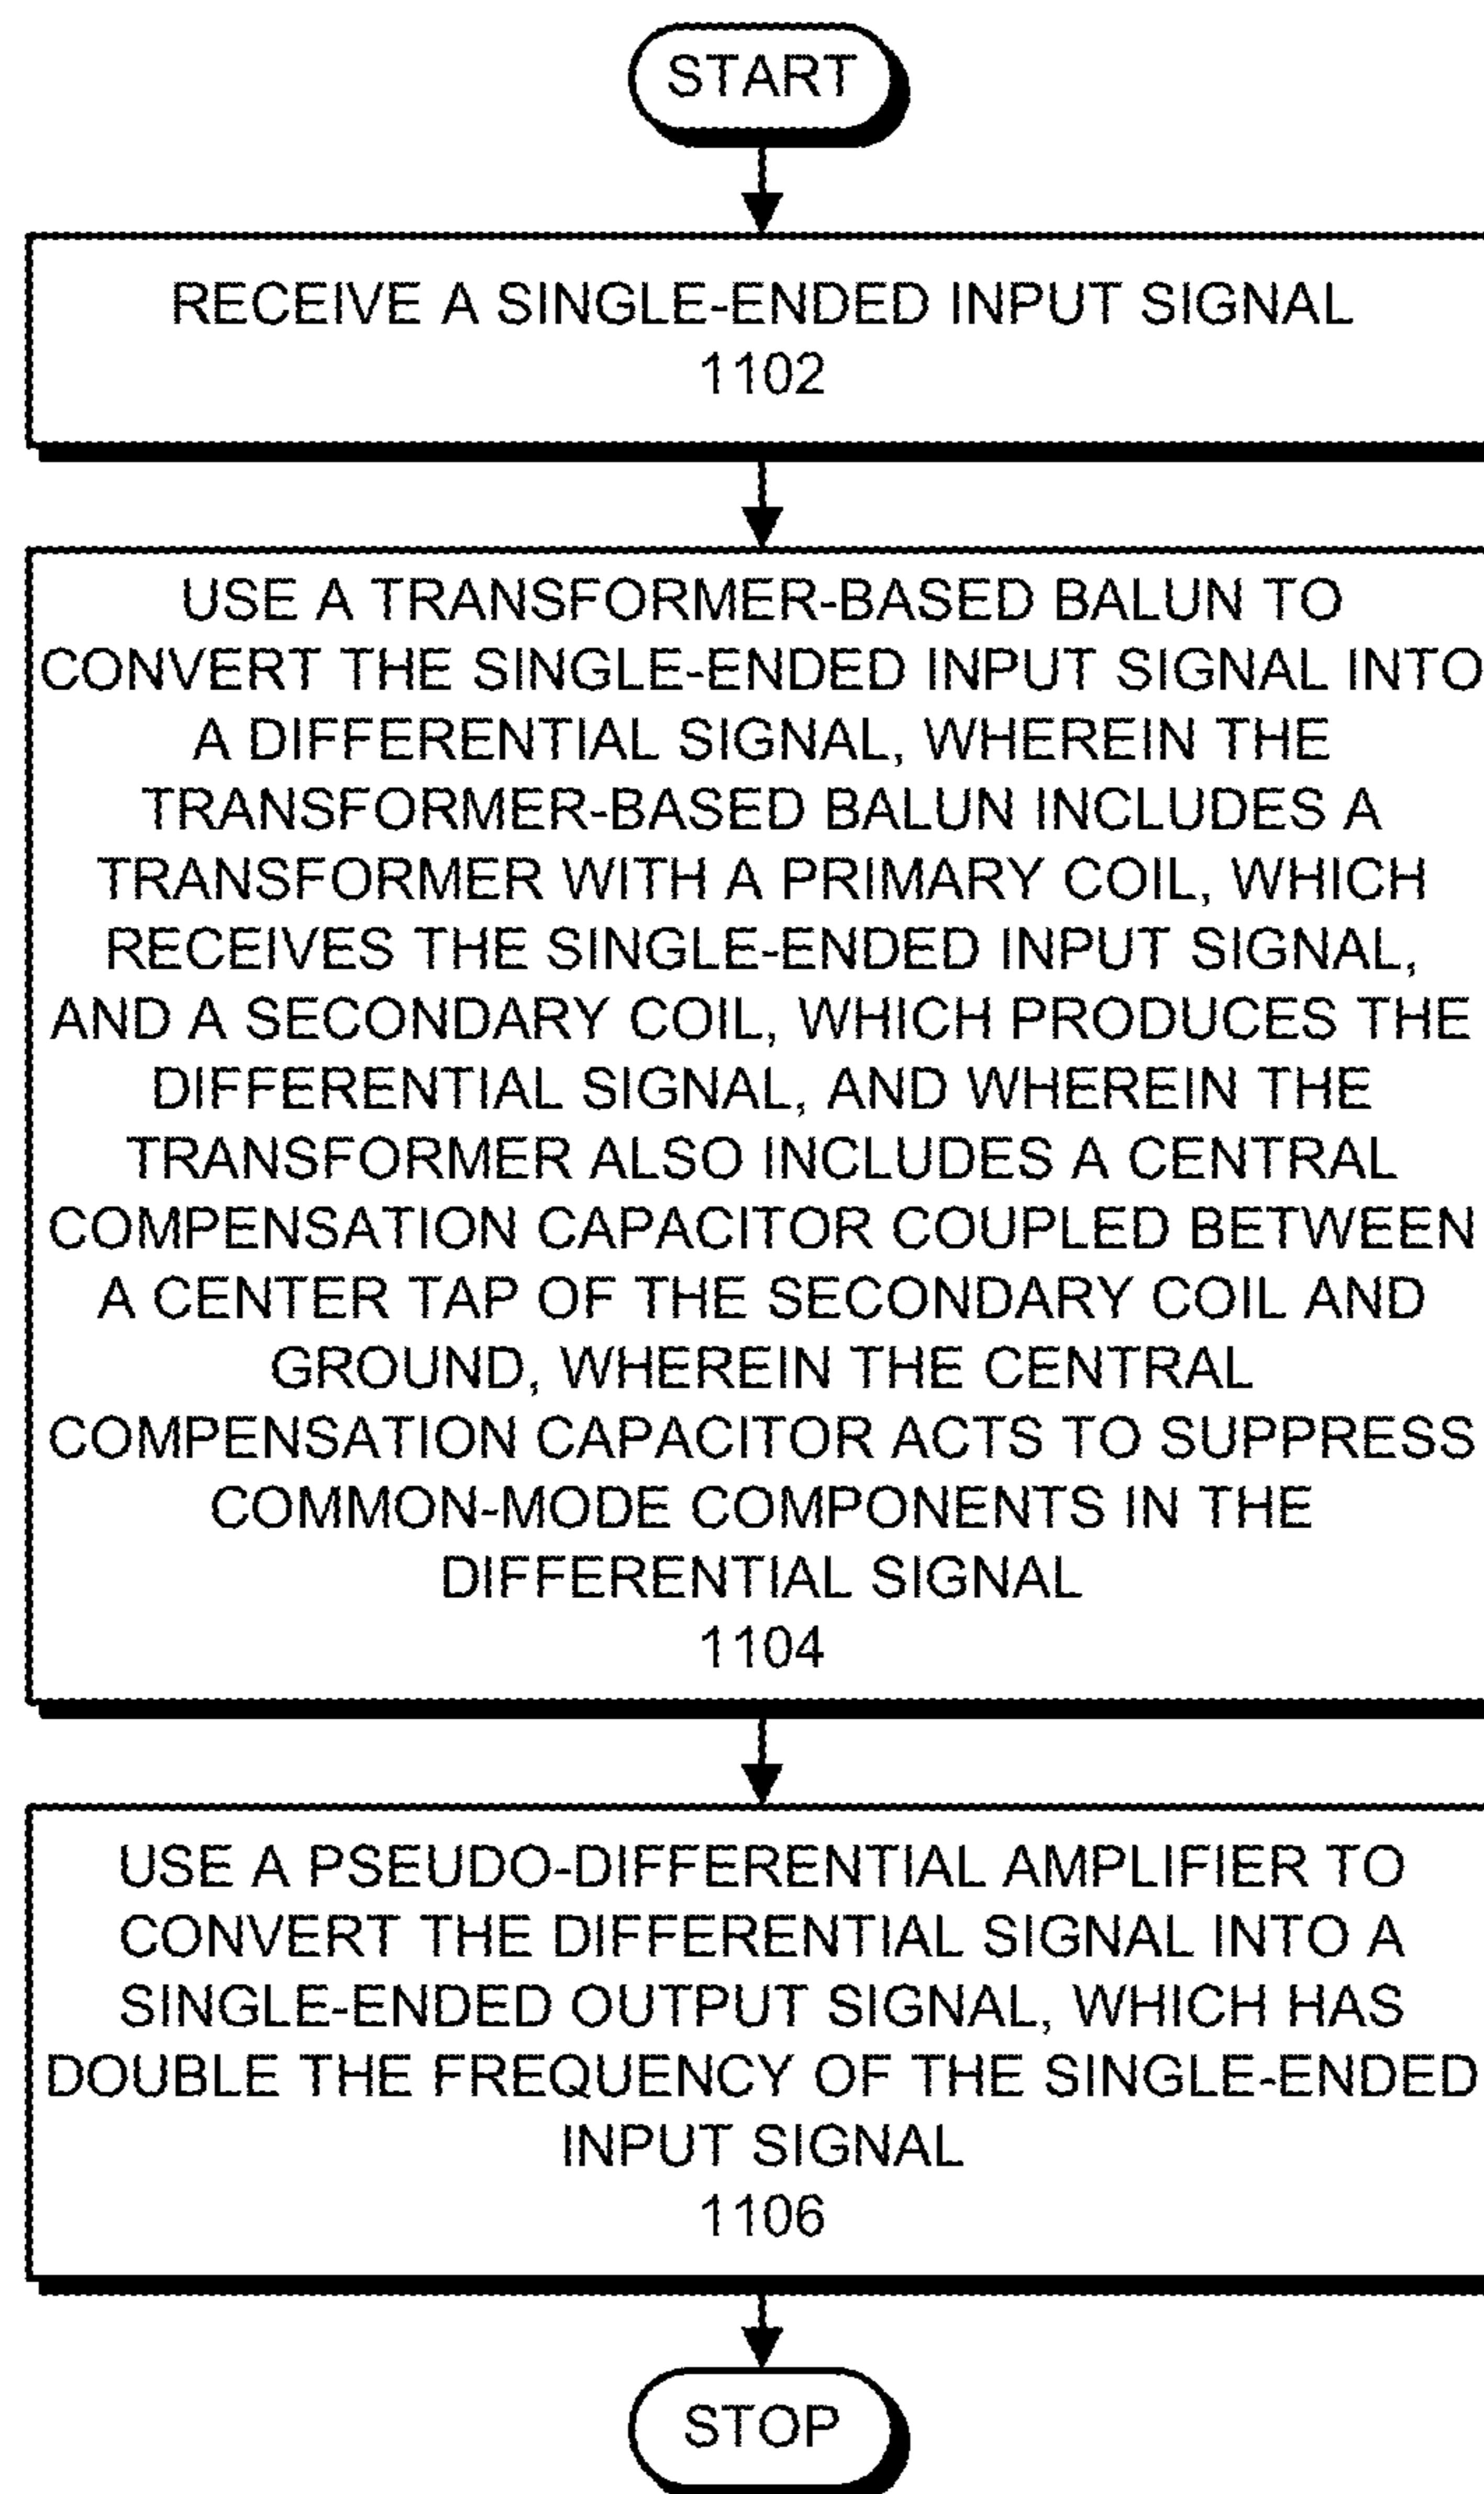 START
RECEIVE A SINGLE-ENDED INPUT SIGNAL
1102
USE A TRANSFORMER-BASED BALUN TO
CONVERT THE SINGLE-ENDED INPUT SIGNAL INTO
A DIFFERENTIAL SIGNAL, WHEREIN THE
TRANSFORMER-BASED BALUN INCLUDES A
TRANSFORMER WITH A PRIMARY COIL, WHICH
RECEIVES THE SINGLE-ENDED INPUT SIGNAL,
AND A SECONDARY COIL, WHICH PRODUCES THE
DIFFERENTIAL SIGNAL, AND WHEREIN THE
TRANSFORMER ALSO INCLUDES A CENTRAL
COMPENSATION CAPACITOR COUPLED BETWEEN
A CENTER TAP OF THE SECONDARY COIL AND
GROUND, WHEREIN THE CENTRAL
COMPENSATION CAPACITOR ACTS TO SUPPRESS
COMMON-MODE COMPONENTS IN THE
DIFFERENTIAL SIGNAL
1104
USE A PSEUDO-DIFFERENTIAL AMPLIFIER TO
CONVERT THE DIFFERENTIAL SIGNAL INTO A
SINGLE-ENDED OUTPUT SIGNAL, WHICH HAS
DOUBLE THE FREQUENCY OF THE SINGLE-ENDED
INPUT SIGNAL
1106
STOP